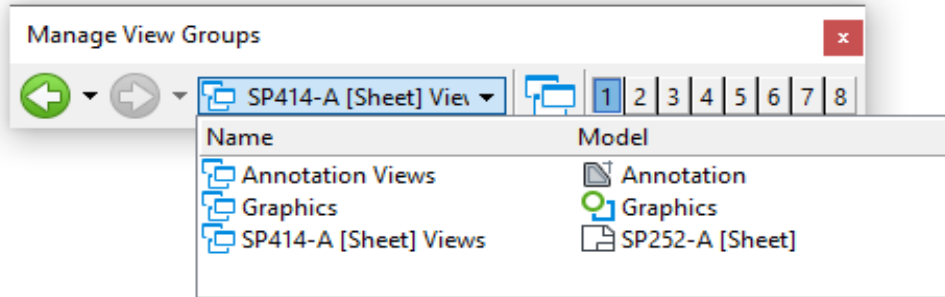 Manage View Groups
x
SP414-A [Sheet] Viev 1 2 3 4 5 6 7 8
Name Model
Annotation Views Annotation
Graphics Graphics
SP414-A [Sheet] Views SP252-A [Sheet]